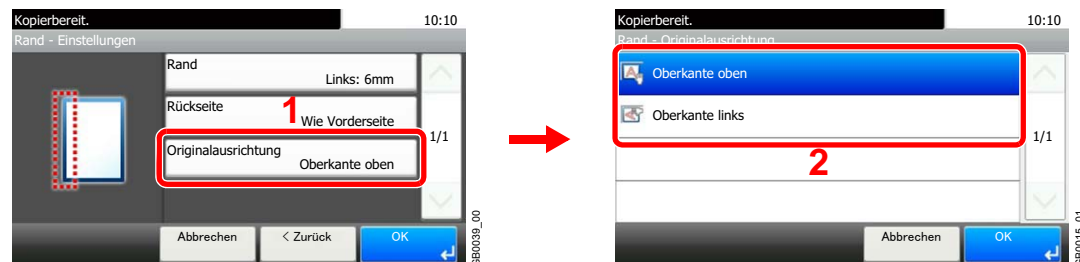 Kopierbereit.
10:10
Rand - Einstellungen
Rand
Links: 6mm
Rückseite
1
Wie Vorderseite
1/1
Originalausrichtung
Oberkante oben
Abbrechen
< Zurück
OK
Kopierbereit.
10:10
Rand - Originalausrichtung
Oberkante oben
Oberkante links
1/1
2
Abbrechen
OK